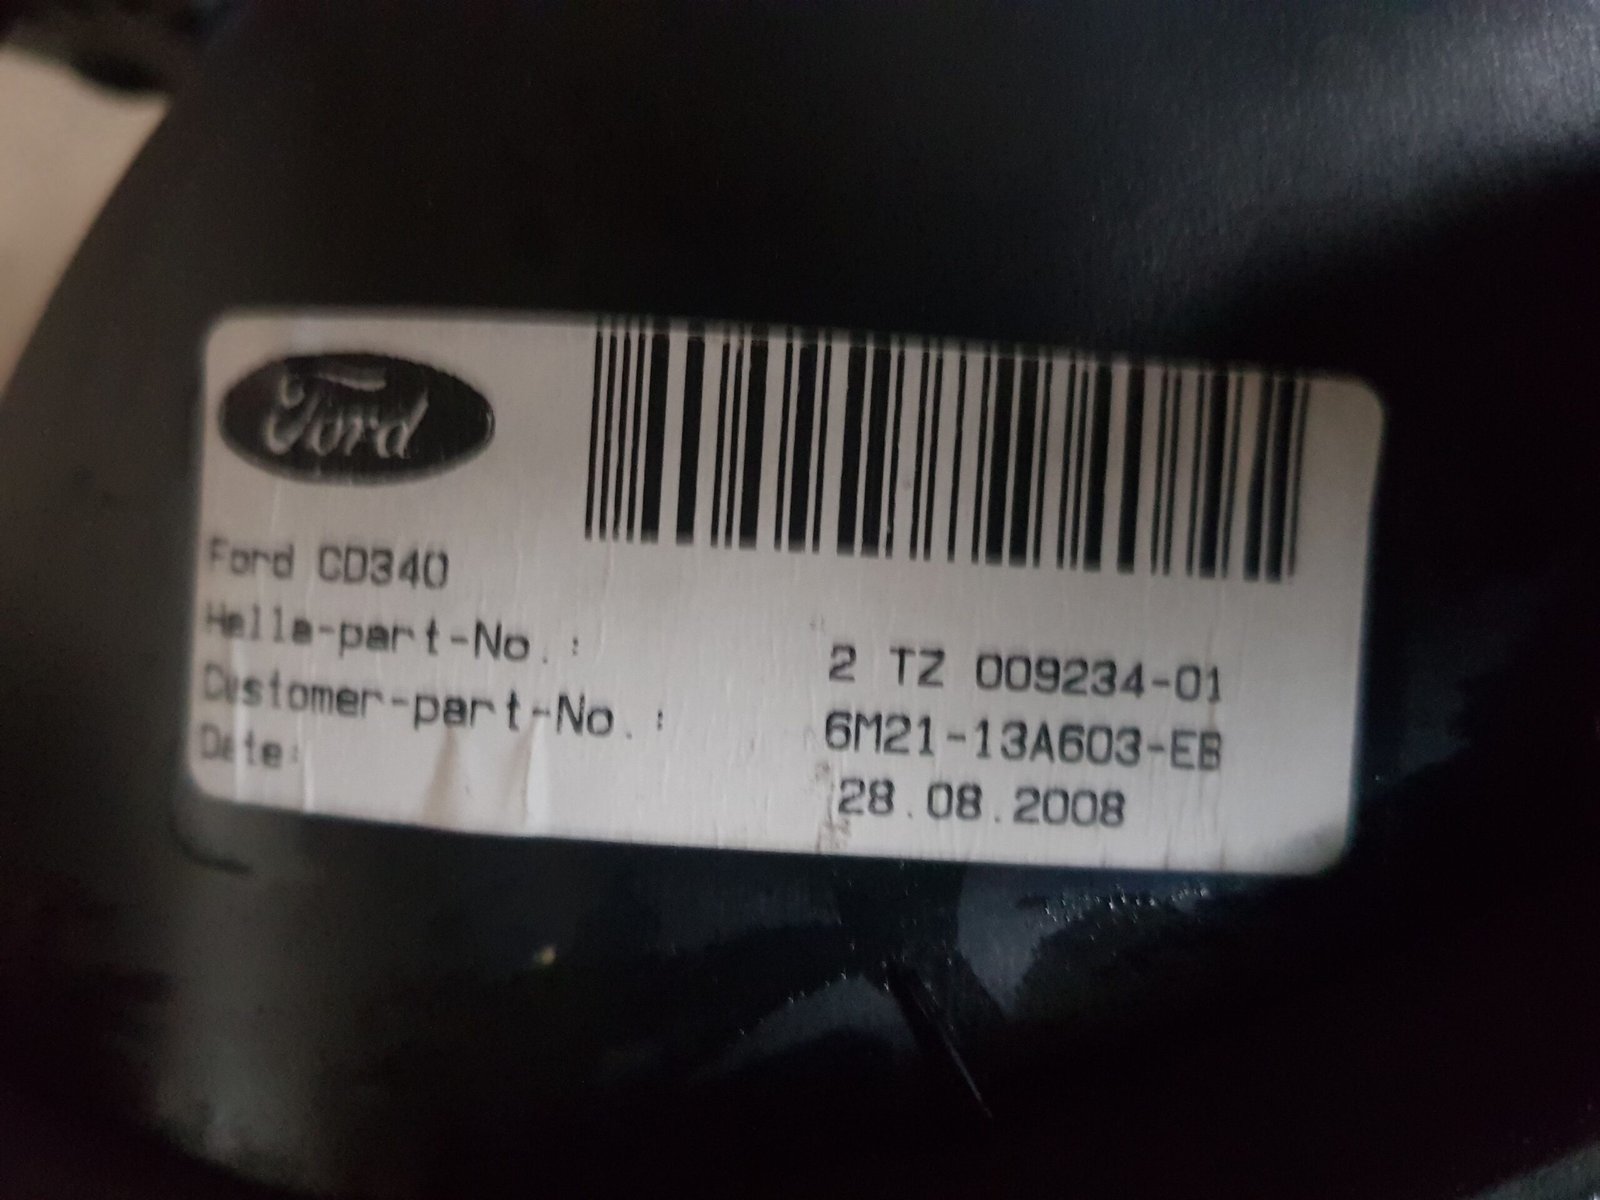 Ford
Ford CD340
Hella-part-No.: 2 TZ 009234-01
Customer-part-No.: 6M21-13A603-EB
Date: 28.08.2008